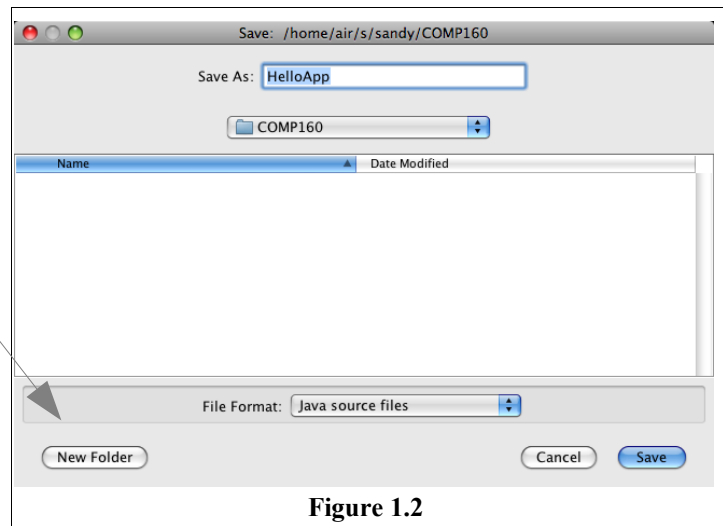 Save: /home/air/s/sandy/COMP160
Save As: HelloApp
COMP160
Name Date Modified
File Format: Java source files
New Folder Cancel Save
Figure 1.2